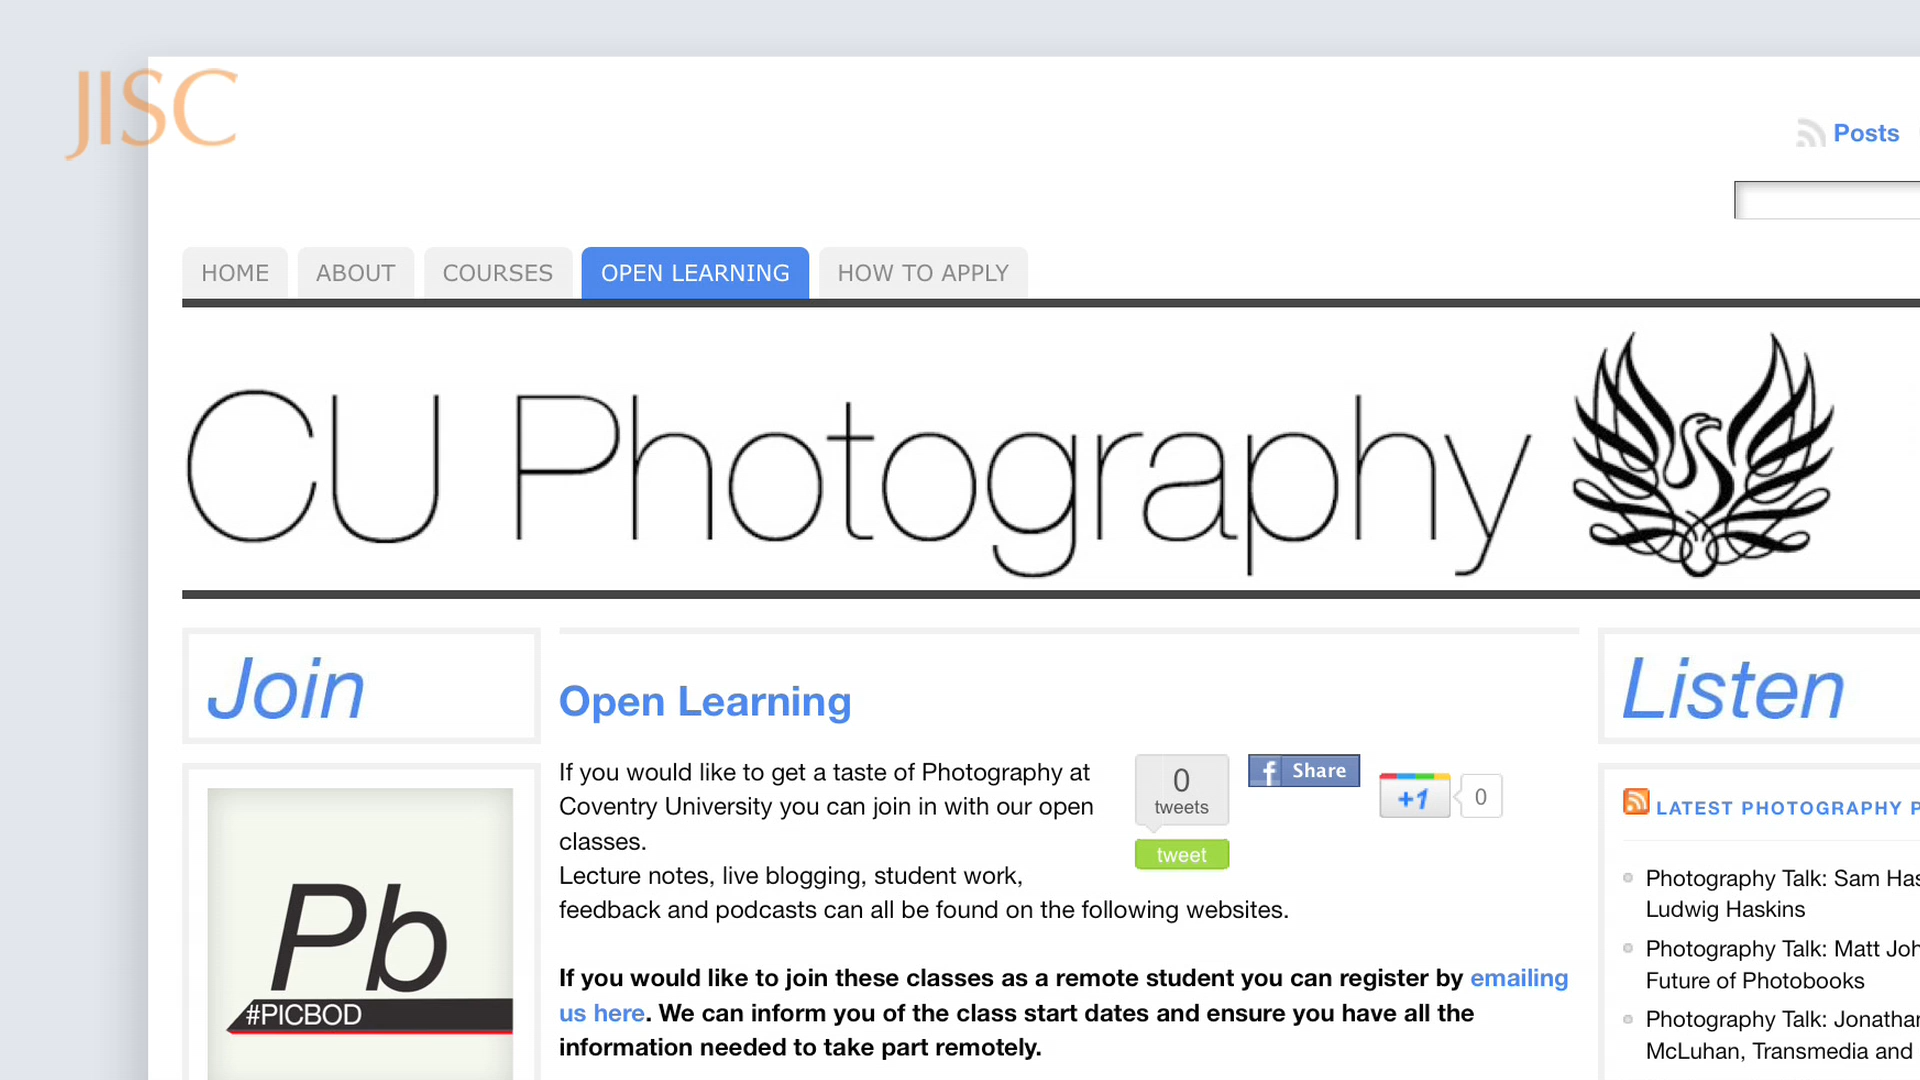 JISC
Posts
HOME ABOUT COURSES OPEN LEARNING HOW TO APPLY
CU Photography
Join
Pb
#PICBOD
Open Learning
If you would like to get a taste of Photography at
Coventry University you can join in with our open
classes.
Lecture notes, live blogging, student work,
feedback and podcasts can all be found on the following websites.
0
tweets
tweet
f Share
+1 0
If you would like to join these classes as a remote student you can register by emailing
us here. We can inform you of the class start dates and ensure you have all the
information needed to take part remotely.
Listen
LATEST PHOTOGRAPHY
Photography Talk: Sam
Ludwig Haskins
Photography Talk: Matt
Future of Photobooks
Photography Talk:
McLuhan, Transmedia and